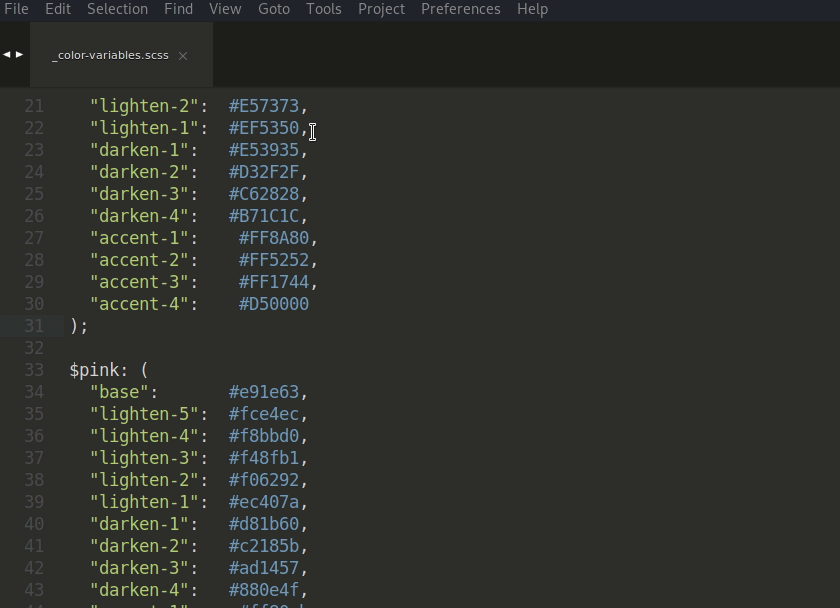 File Edit Selection Find View Goto Tools Project Preferences Help
_color-variables.scss ×
21 "lighten-2": #E57373,
22 "lighten-1": #EF5350,
23 "darken-1": #E53935,
24 "darken-2": #D32F2F,
25 "darken-3": #C62828,
26 "darken-4": #B71C1C,
27 "accent-1": #FF8A80,
28 "accent-2": #FF5252,
29 "accent-3": #FF1744,
30 "accent-4": #D50000
31 );
32
33 $pink: (
34 "base": #e91e63,
35 "lighten-5": #fce4ec,
36 "lighten-4": #f8bbd0,
37 "lighten-3": #f48fb1,
38 "lighten-2": #f06292,
39 "lighten-1": #ec407a,
40 "darken-1": #d81b60,
41 "darken-2": #c2185b,
42 "darken-3": #ad1457,
43 "darken-4": #880e4f,